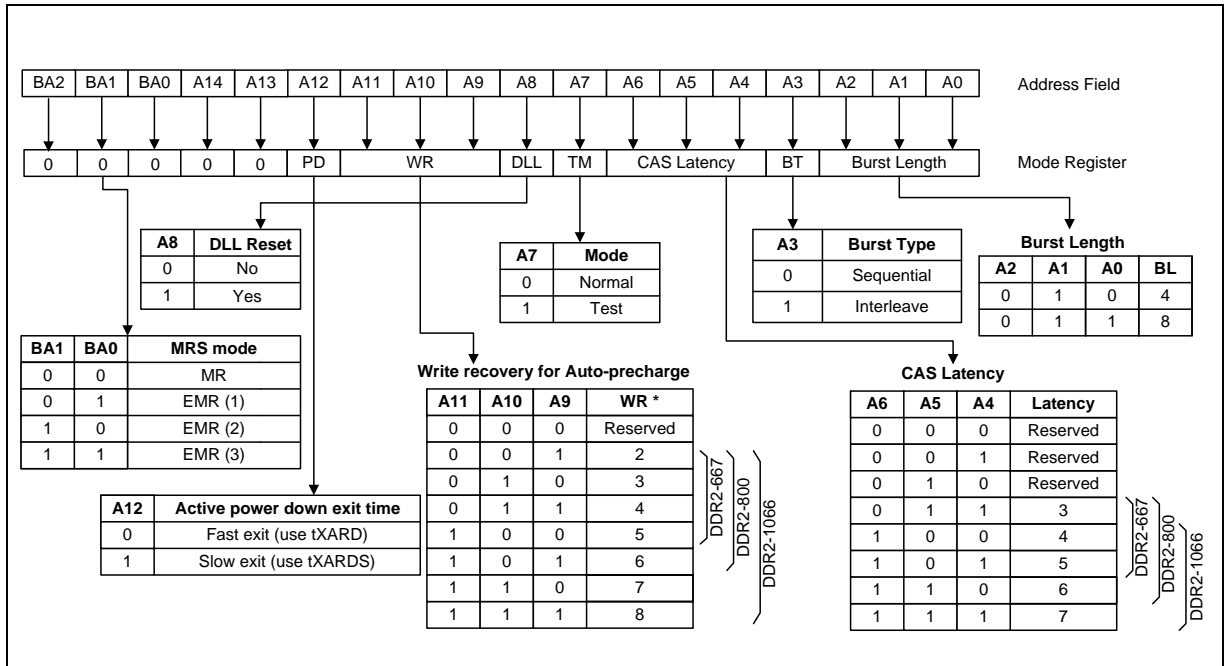 BA2 BA1 BA0 A14 A13 A12 A11 A10 A9 A8 A7 A6 A5 A4 A3 A2 A1 A0 Address Field
0 0 0 0 0 PD WR DLL TM CAS Latency BT Burst Length Mode Register
A8 DLL Reset
0 No
1 Yes
A7 Mode
0 Normal
1 Test
A3 Burst Type
0 Sequential
1 Interleave
Burst Length
A2 A1 A0 BL
0 1 0 4
0 1 1 8
BA1 BA0 MRS mode
0 0 MR
0 1 EMR (1)
1 0 EMR (2)
1 1 EMR (3)
A12 Active power down exit time
0 Fast exit (use tXARD)
1 Slow exit (use tXARDS)
Write recovery for Auto-precharge
A11 A10 A9 WR *
0 0 0 Reserved
0 0 1 2
0 1 0 3
0 1 1 4
1 0 0 5
1 0 1 6
1 1 0 7
1 1 1 8
DDR2-667
DDR2-800
DDR2-1066
CAS Latency
A6 A5 A4 Latency
0 0 0 Reserved
0 0 1 Reserved
0 1 0 Reserved
0 1 1 3
1 0 0 4
1 0 1 5
1 1 0 6
1 1 1 7
DDR2-667
DDR2-800
DDR2-1066